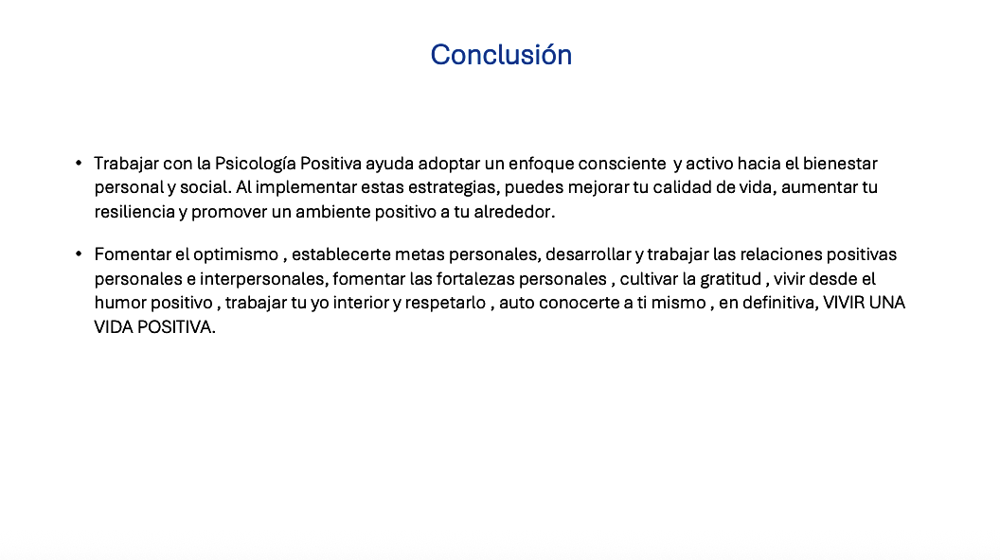 Conclusión
• Trabajar con la Psicología Positiva ayuda adoptar un enfoque consciente  y activo hacia el bienestar
personal y social. Al implementar estas estrategias, puedes mejorar tu calidad de vida, aumentar tu
resiliencia y promover un ambiente positivo a tu alrededor.
• Fomentar el optimismo , establecerte metas personales, desarrollar y trabajar las relaciones positivas
personales e interpersonales, fomentar las fortalezas personales , cultivar la gratitud , vivir desde el
humor positivo , trabajar tu yo interior y respetarlo , auto conocerte a ti mismo , en definitiva, VIVIR UNA
VIDA POSITIVA.